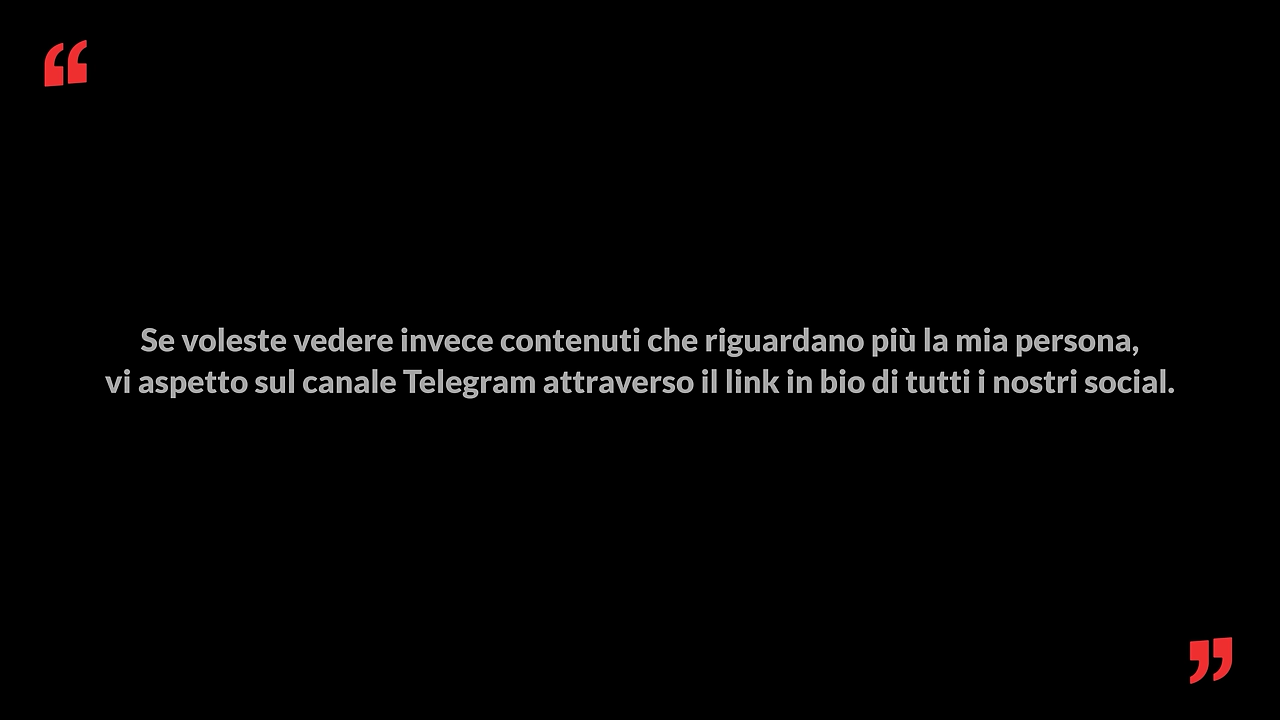 “
Se voleste vedere invece contenuti che riguardano più la mia persona,
vi aspetto sul canale Telegram attraverso il link in bio di tutti i nostri social.
”